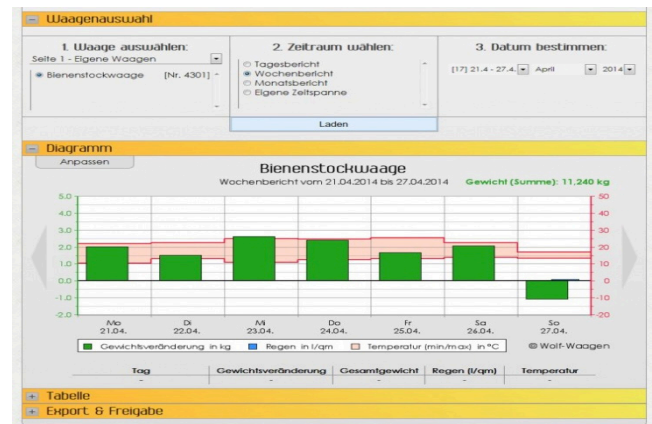 Waagenauswahl
1. Waage auswählen:
2. Zeitraum wählen:
3. Datum bestimmen:
Seite 1 - Eigene Waagen
Bienenstockwaage [Nr. 4301]
Tagesbericht
Wochenbericht
Monatsbericht
Eigene Zeitspanne
[17] 21.4 - 27.4.
April
2014
Laden
Diagramm
Anpassen
Bienenstockwaage
Wochenbericht vom 21.04.2014 bis 27.04.2014
Gewicht (Summe): 11,240 kg
5.0 50
4.0 40
3.0 30
2.0 20
1.0 10
0.0 0
-1.0 -10
-2.0 -20
Mo Di Mi Do Fr Sa So
21.04. 22.04. 23.04. 24.04. 25.04. 26.04. 27.04.
Gewichtsveränderung in kg Regen in l/qm Temperatur (min/max) in °C
© Wolf-Waagen
Tag Gewichtsveränderung Gesamtgewicht Regen (l/qm) Temperatur
- - - - -
Tabelle
Export & Freigabe